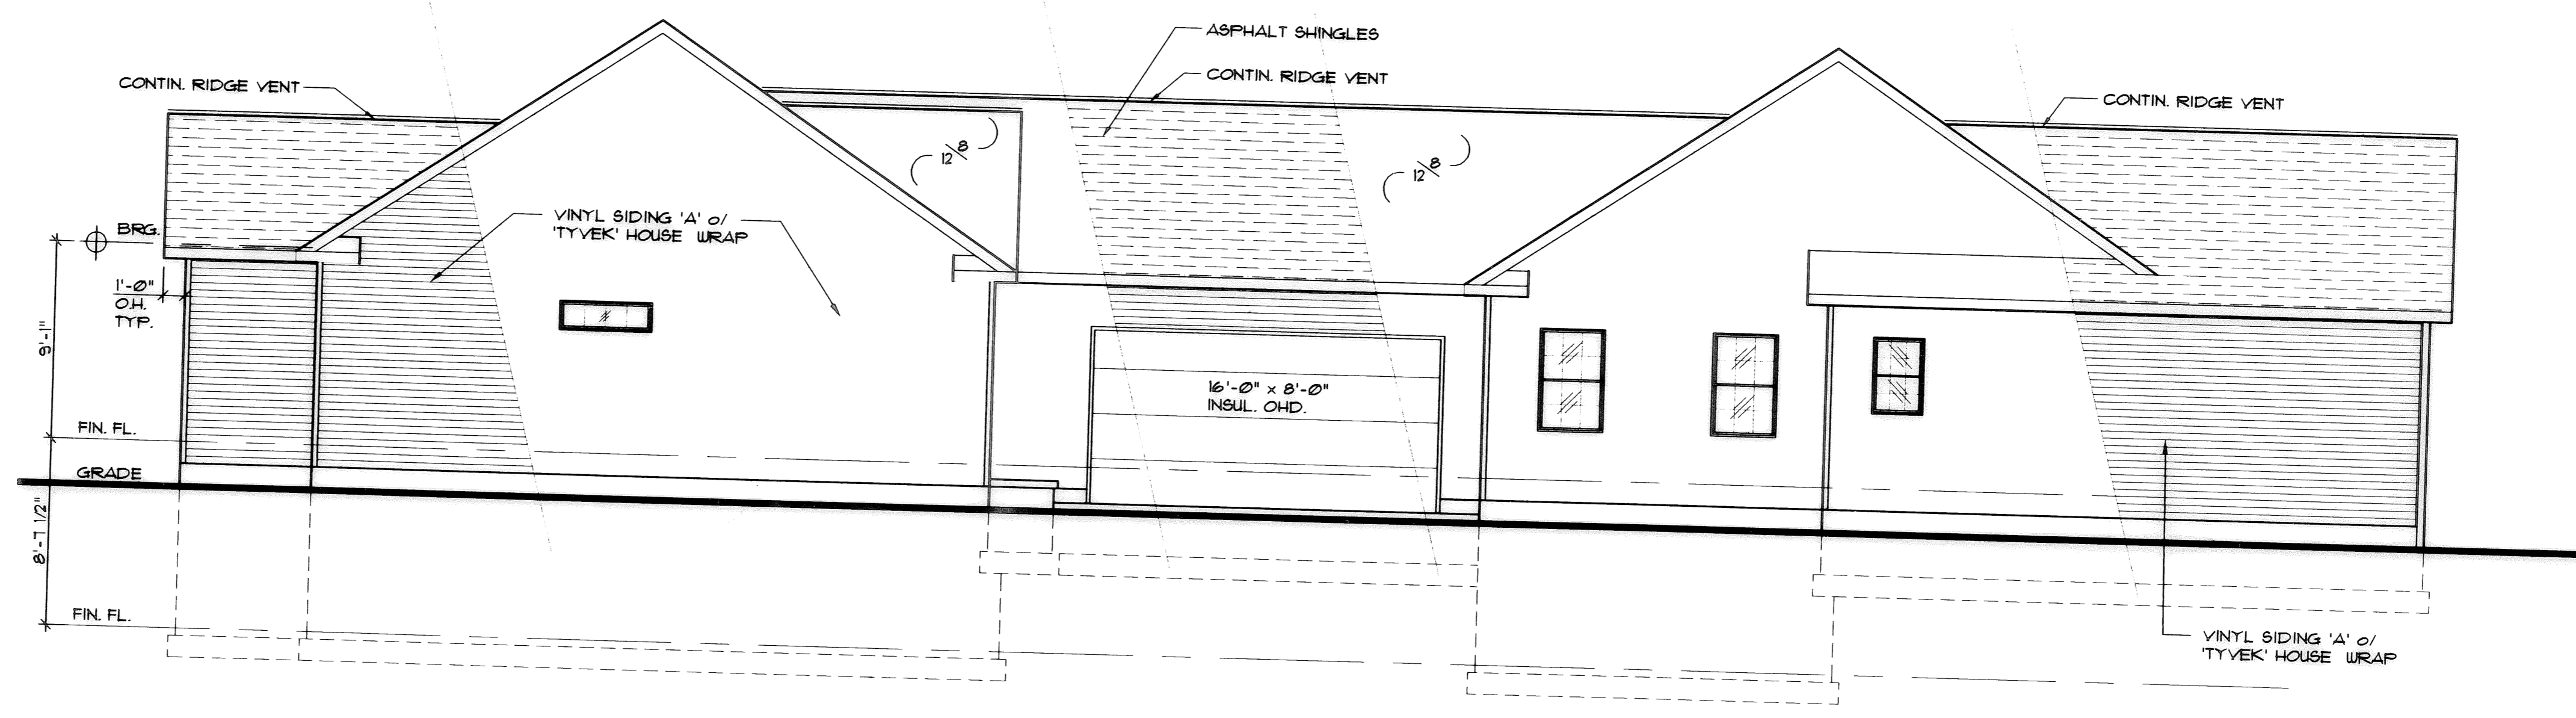 ASPHALT SHINGLES
CONTIN. RIDGE VENT
CONTIN. RIDGE VENT
CONTIN. RIDGE VENT
12 8
12 8
VINYL SIDING 'A' O/
'TYVEK' HOUSE WRAP
BRG.
1'-0"
O.H.
TYP.
9'-1"
16'-0" x 8'-0"
INSUL. OHD.
FIN. FL.
GRADE
8'-7 1/2"
FIN. FL.
VINYL SIDING 'A' O/
'TYVEK' HOUSE WRAP